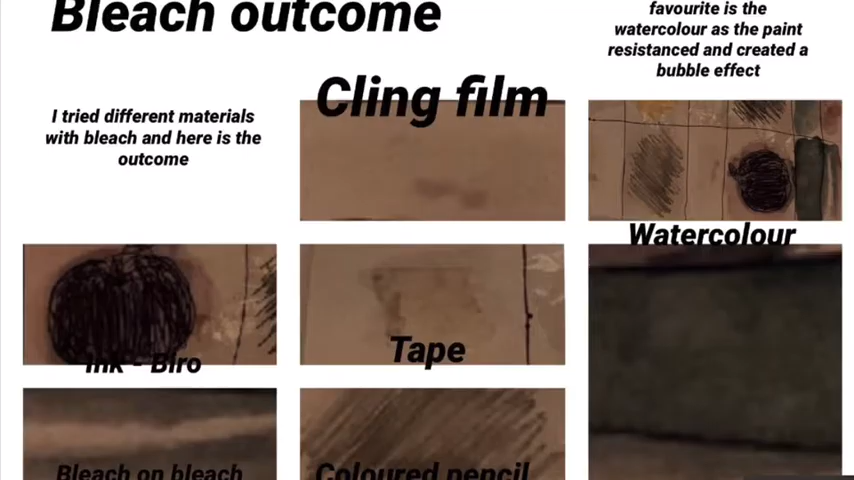 Bleach outcome
favourite is the
watercolour as the paint
resistanced and created a
bubble effect
I tried different materials
with bleach and here is the
outcome
Cling film
Watercolour
Ink - Biro
Tape
Bleach on bleach
Coloured pencil